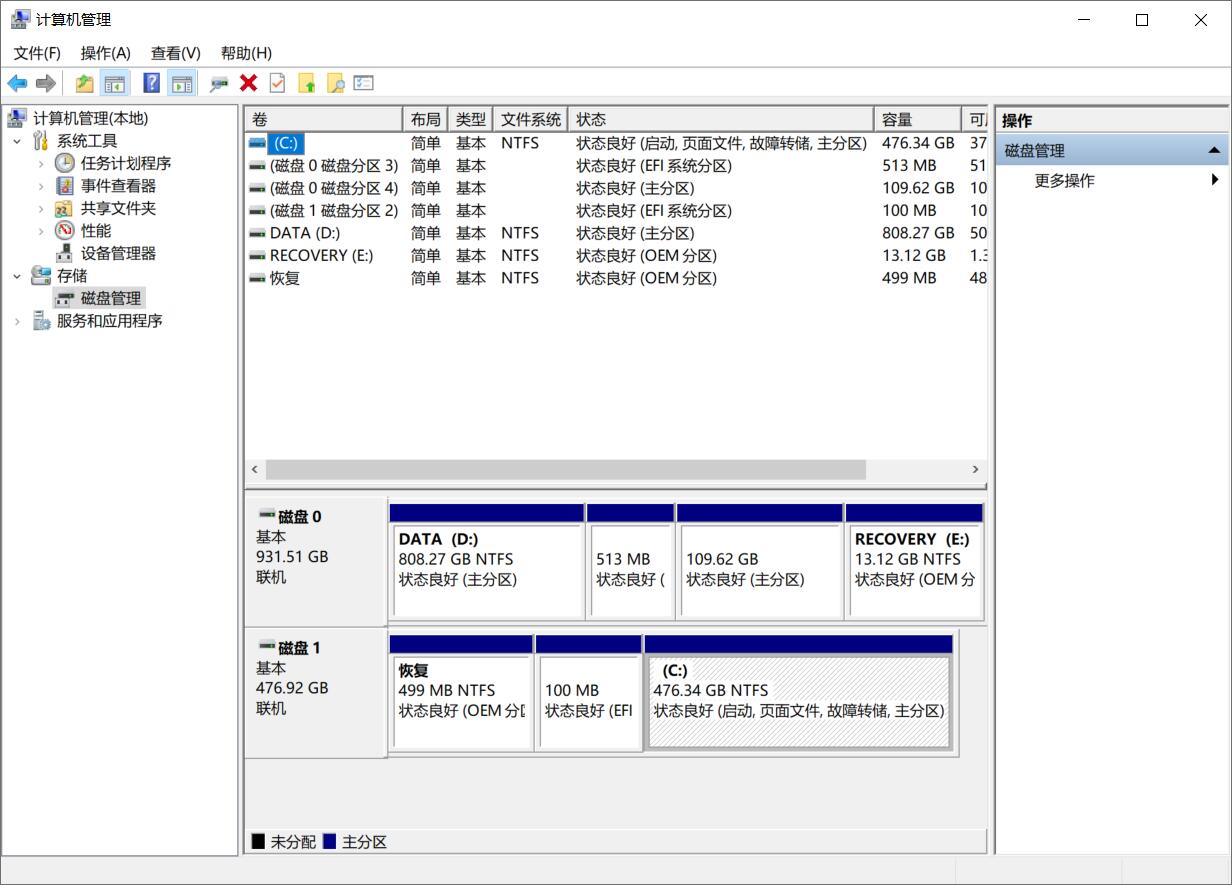 计算机管理
文件(F) 操作(A) 查看(V) 帮助(H)
计算机管理(本地)
系统工具
任务计划程序
事件查看器
共享文件夹
性能
设备管理器
存储
磁盘管理
服务和应用程序
卷 布局 类型 文件系统 状态 容量 可
(C:) 简单 基本 NTFS 状态良好 (启动, 页面文件, 故障转储, 主分区) 476.34 GB 37
(磁盘 0 磁盘分区 3) 简单 基本 状态良好 (EFI 系统分区) 513 MB 51
(磁盘 0 磁盘分区 4) 简单 基本 状态良好 (主分区) 109.62 GB 10
(磁盘 1 磁盘分区 2) 简单 基本 状态良好 (EFI 系统分区) 100 MB 10
DATA (D:) 简单 基本 NTFS 状态良好 (主分区) 808.27 GB 50
RECOVERY (E:) 简单 基本 NTFS 状态良好 (OEM 分区) 13.12 GB 1.3
恢复 简单 基本 NTFS 状态良好 (OEM 分区) 499 MB 48
磁盘 0
基本
931.51 GB
联机
DATA (D:)
808.27 GB NTFS
状态良好 (主分区)
513 MB
状态良好 (
109.62 GB
状态良好 (主分区)
RECOVERY (E:)
13.12 GB NTFS
状态良好 (OEM 分
磁盘 1
基本
476.92 GB
联机
恢复
499 MB NTFS
状态良好 (OEM 分
100 MB
状态良好 (EFI
(C:)
476.34 GB NTFS
状态良好 (启动, 页面文件, 故障转储, 主分区)
未分配 主分区
操作
磁盘管理
更多操作